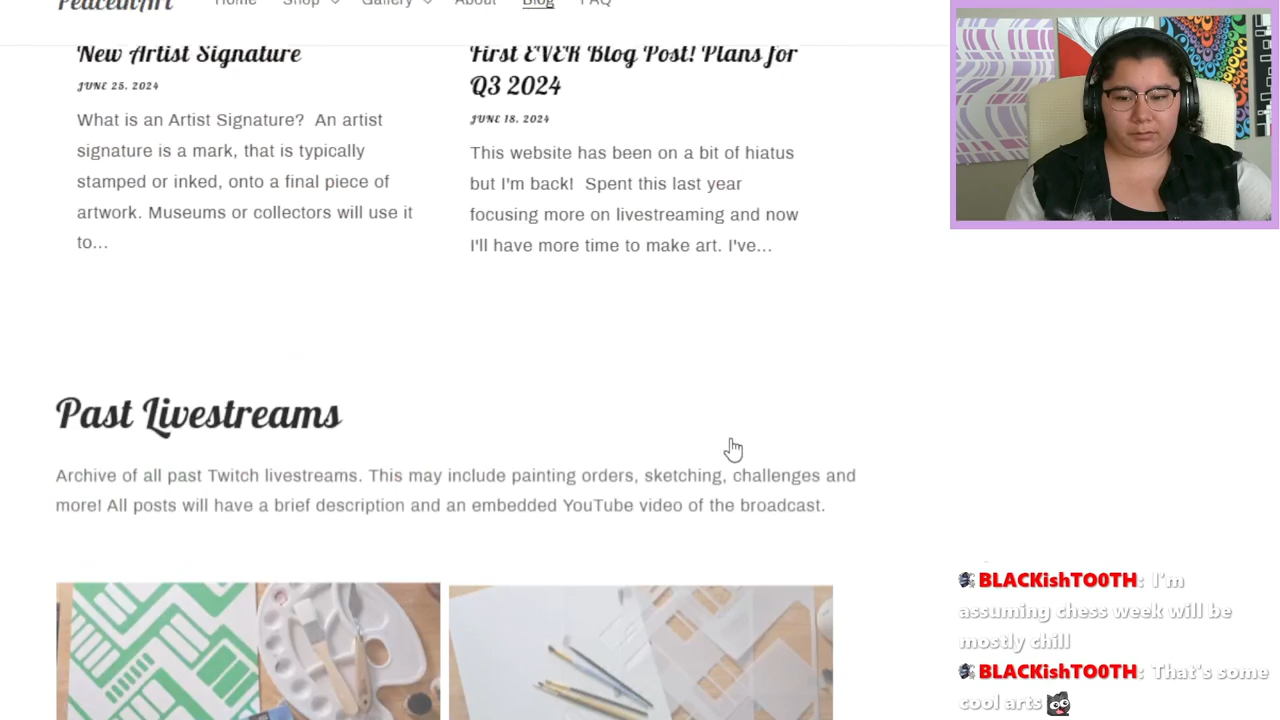 PeaceinArt
Home Shop Gallery About Blog FAQ
New Artist Signature
JUNE 25, 2024
What is an Artist Signature? An artist
signature is a mark, that is typically
stamped or inked, onto a final piece of
artwork. Museums or collectors will use it
to...
First EVER Blog Post! Plans for
Q3 2024
JUNE 18, 2024
This website has been on a bit of hiatus
but I'm back! Spent this last year
focusing more on livestreaming and now
I'll have more time to make art. I've...
Past Livestreams
Archive of all past Twitch livestreams. This may include painting orders, sketching, challenges and
more! All posts will have a brief description and an embedded YouTube video of the broadcast.
BLACKishTO0TH: I'm
assuming chess week will be
mostly chill
BLACKishTO0TH: That's some
cool arts